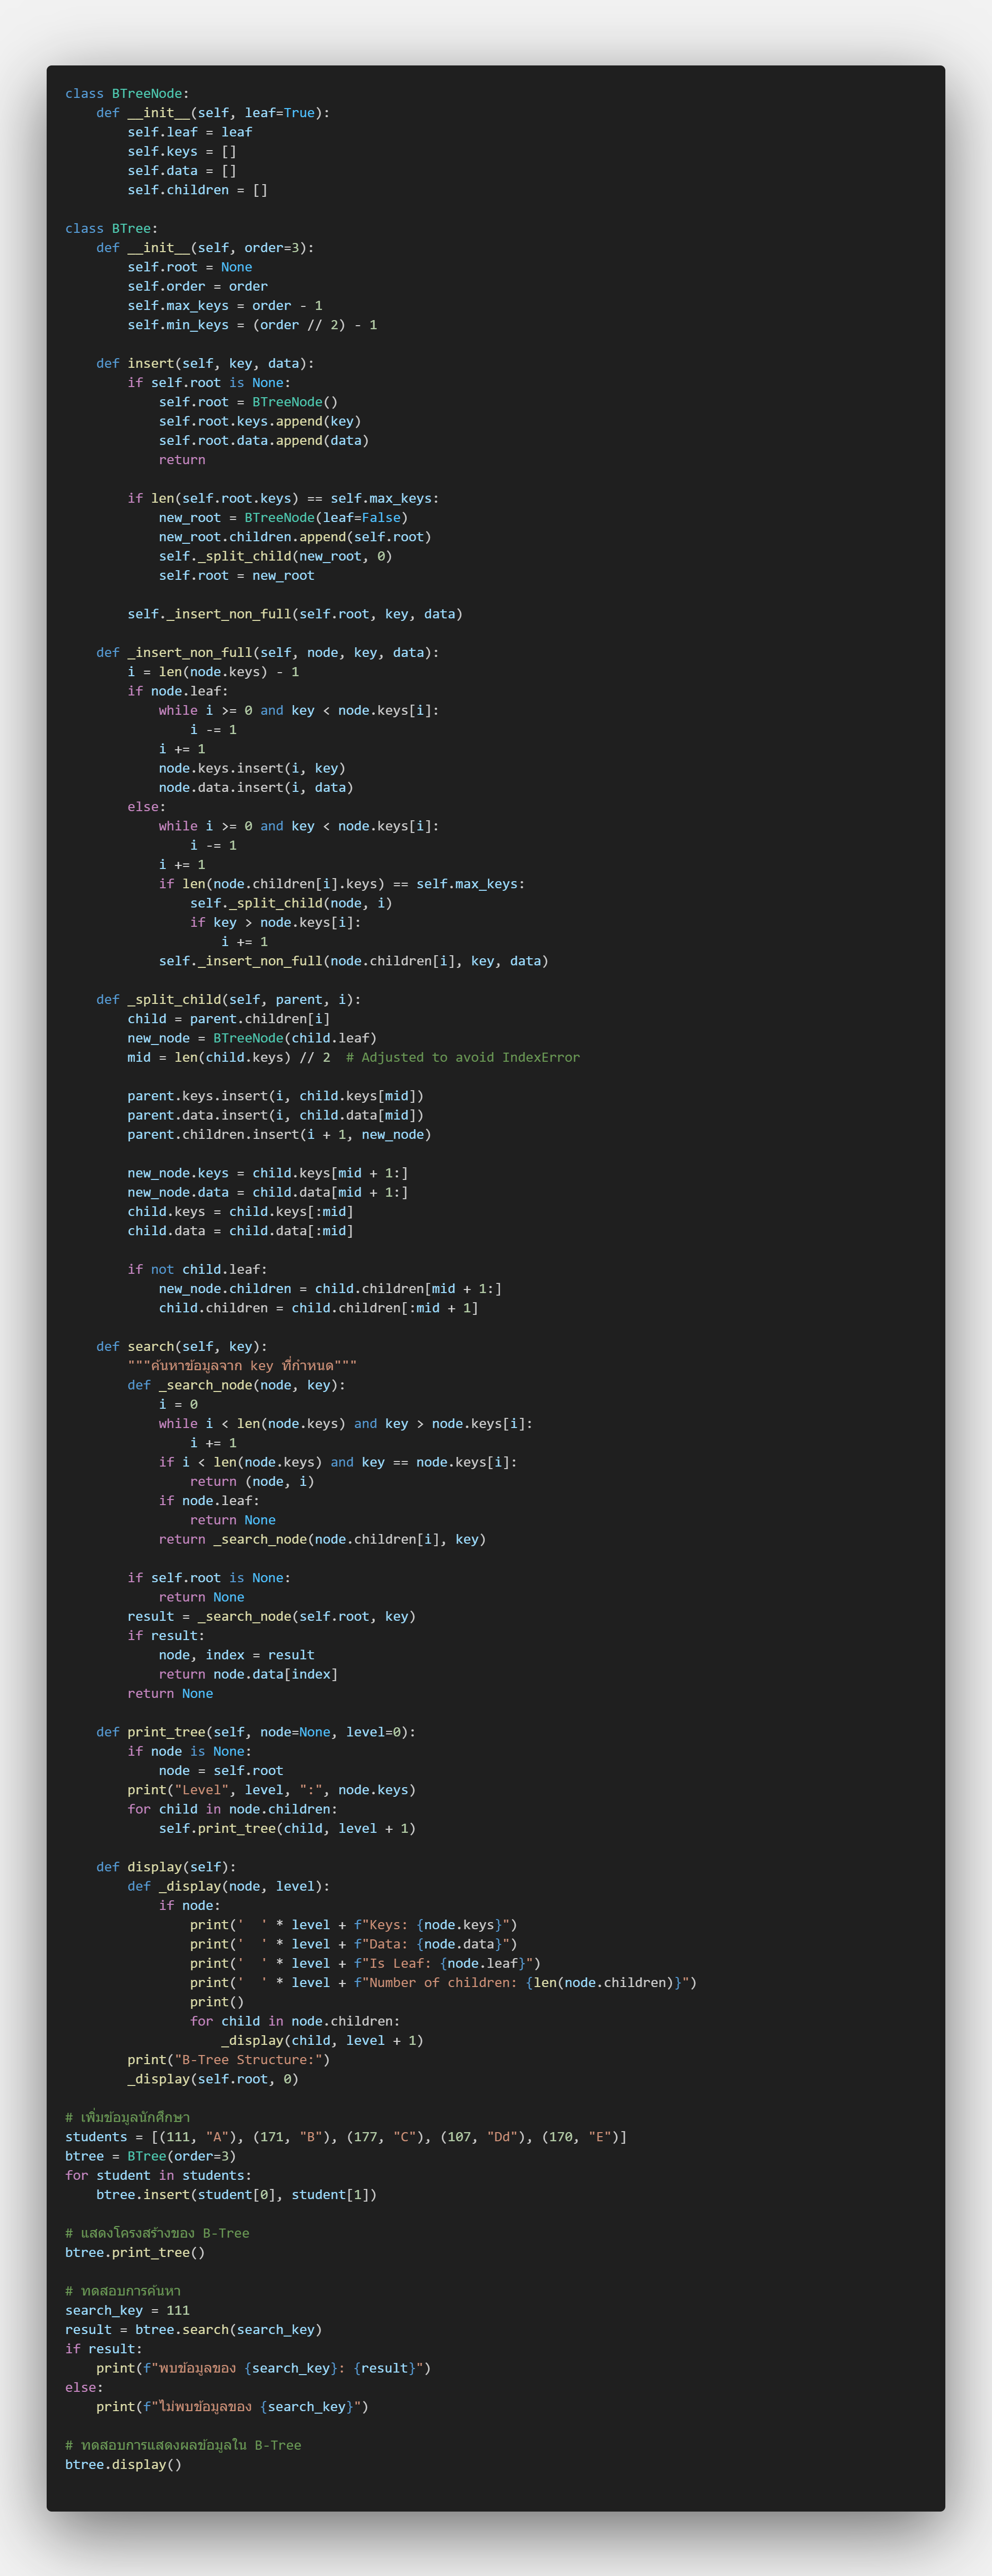 class BTreeNode:
    def __init__(self, leaf=True):
        self.leaf = leaf
        self.keys = []
        self.data = []
        self.children = []

class BTree:
    def __init__(self, order=3):
        self.root = None
        self.order = order
        self.max_keys = order - 1
        self.min_keys = (order // 2) - 1

    def insert(self, key, data):
        if self.root is None:
            self.root = BTreeNode()
            self.root.keys.append(key)
            self.root.data.append(data)
            return

        if len(self.root.keys) == self.max_keys:
            new_root = BTreeNode(leaf=False)
            new_root.children.append(self.root)
            self._split_child(new_root, 0)
            self.root = new_root

        self._insert_non_full(self.root, key, data)

    def _insert_non_full(self, node, key, data):
        i = len(node.keys) - 1
        if node.leaf:
            while i >= 0 and key < node.keys[i]:
                i -= 1
            i += 1
            node.keys.insert(i, key)
            node.data.insert(i, data)
        else:
            while i >= 0 and key < node.keys[i]:
                i -= 1
            i += 1
            if len(node.children[i].keys) == self.max_keys:
                self._split_child(node, i)
                if key > node.keys[i]:
                    i += 1
            self._insert_non_full(node.children[i], key, data)

    def _split_child(self, parent, i):
        child = parent.children[i]
        new_node = BTreeNode(child.leaf)
        mid = len(child.keys) // 2  # Adjusted to avoid IndexError

        parent.keys.insert(i, child.keys[mid])
        parent.data.insert(i, child.data[mid])
        parent.children.insert(i + 1, new_node)

        new_node.keys = child.keys[mid + 1:]
        new_node.data = child.data[mid + 1:]
        child.keys = child.keys[:mid]
        child.data = child.data[:mid]

        if not child.leaf:
            new_node.children = child.children[mid + 1:]
            child.children = child.children[:mid + 1]

    def search(self, key):
        """ค้นหาข้อมูลจาก key ที่กำหนด"""
        def _search_node(node, key):
            i = 0
            while i < len(node.keys) and key > node.keys[i]:
                i += 1
            if i < len(node.keys) and key == node.keys[i]:
                return (node, i)
            if node.leaf:
                return None
            return _search_node(node.children[i], key)

        if self.root is None:
            return None
        result = _search_node(self.root, key)
        if result:
            node, index = result
            return node.data[index]
        return None

    def print_tree(self, node=None, level=0):
        if node is None:
            node = self.root
        print("Level", level, ":", node.keys)
        for child in node.children:
            self.print_tree(child, level + 1)

    def display(self):
        def _display(node, level):
            if node:
                print('  ' * level + f"Keys: {node.keys}")
                print('  ' * level + f"Data: {node.data}")
                print('  ' * level + f"Is Leaf: {node.leaf}")
                print('  ' * level + f"Number of children: {len(node.children)}")
                print()
                for child in node.children:
                    _display(child, level + 1)
        print("B-Tree Structure:")
        _display(self.root, 0)

# เพิ่มข้อมูลนักศึกษา
students = [(111, "A"), (171, "B"), (177, "C"), (107, "Dd"), (170, "E")]
btree = BTree(order=3)
for student in students:
    btree.insert(student[0], student[1])

# แสดงโครงสร้างของ B-Tree
btree.print_tree()

# ทดสอบการค้นหา
search_key = 111
result = btree.search(search_key)
if result:
    print(f"พบข้อมูลของ {search_key}: {result}")
else:
    print(f"ไม่พบข้อมูลของ {search_key}")

# ทดสอบการแสดงผลข้อมูลใน B-Tree
btree.display()